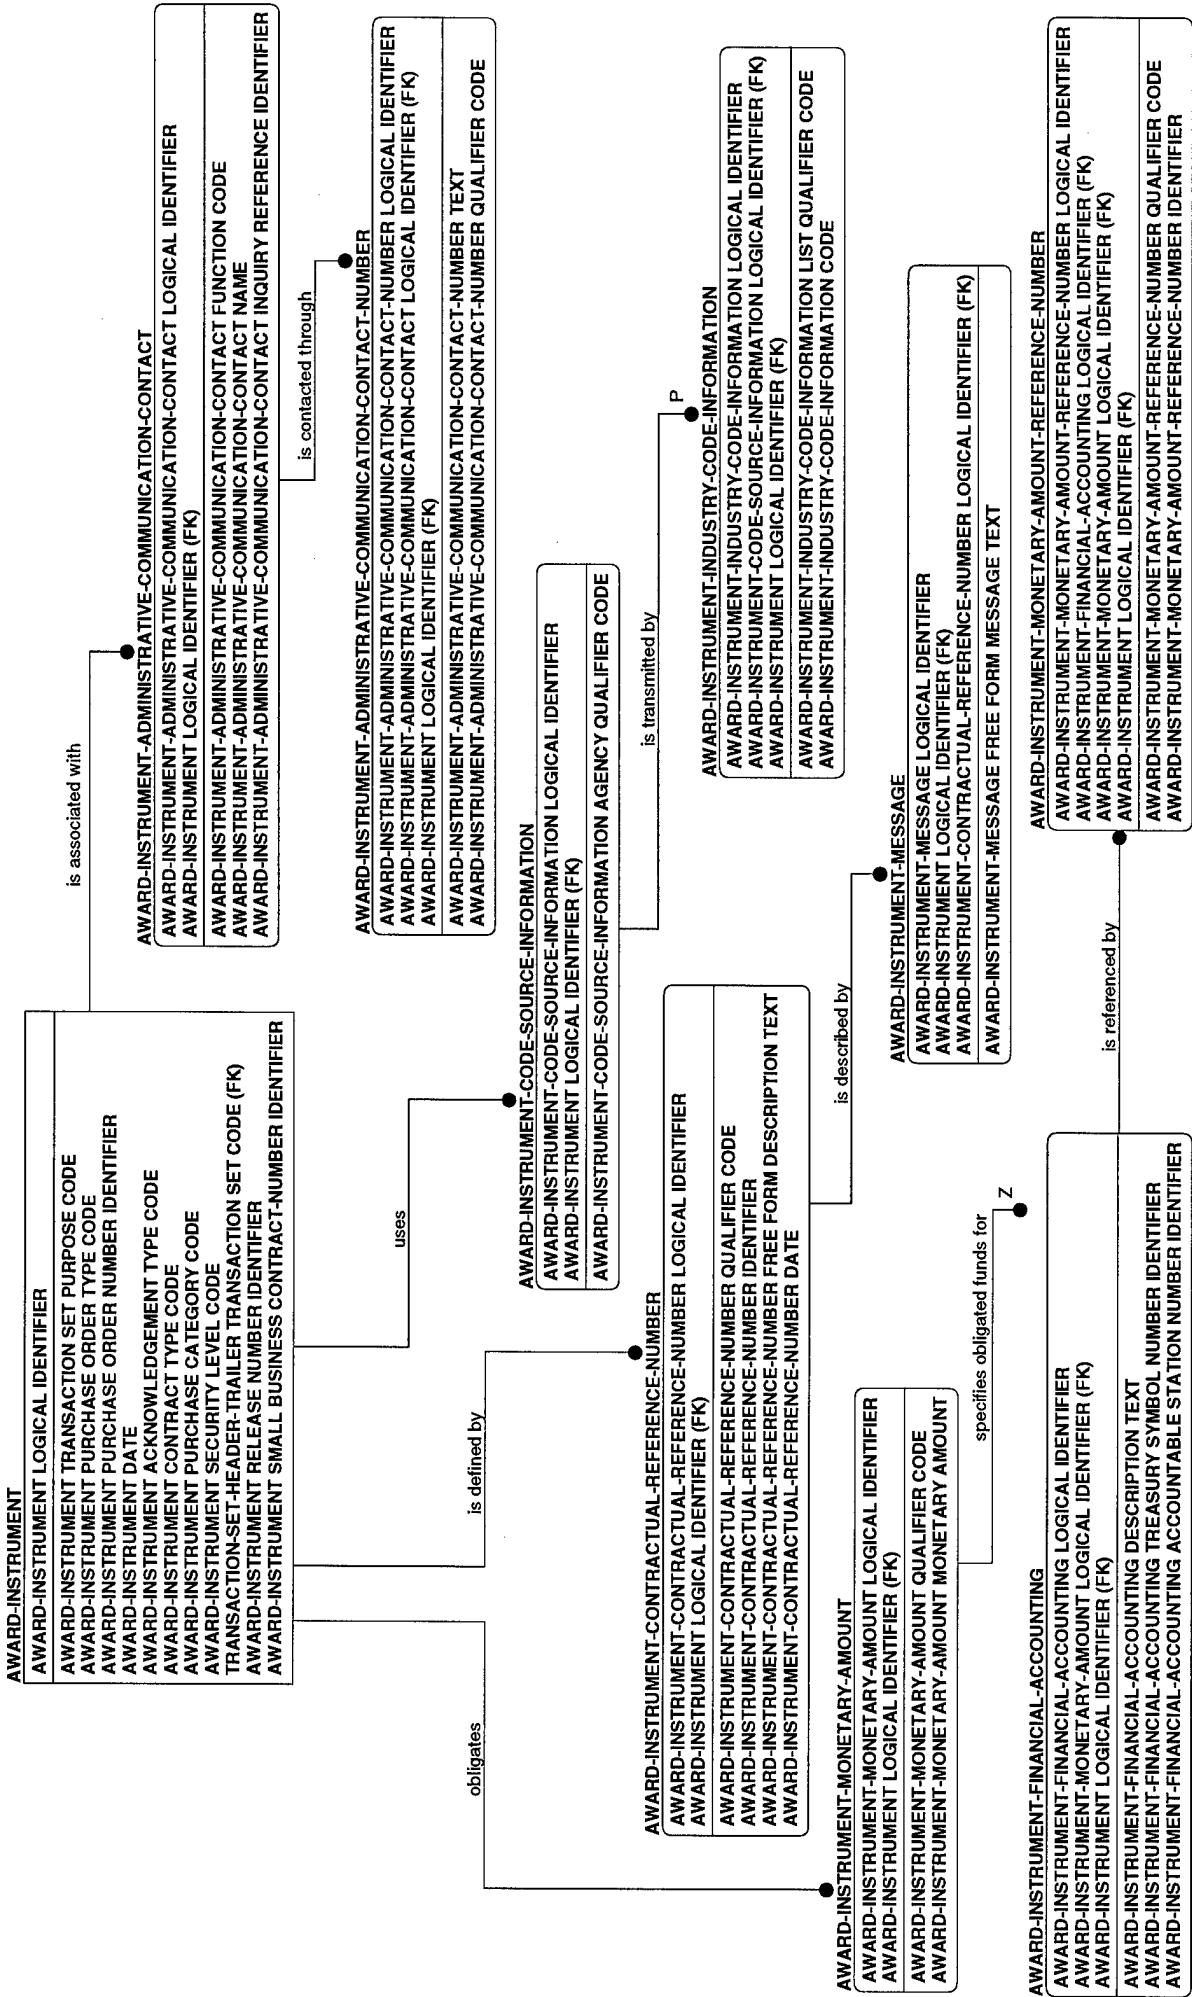 AWARD-INSTRUMENT
AWARD-INSTRUMENT LOGICAL IDENTIFIER
AWARD-INSTRUMENT TRANSACTION SET PURPOSE CODE
AWARD-INSTRUMENT PURCHASE ORDER TYPE CODE
AWARD-INSTRUMENT PURCHASE ORDER NUMBER IDENTIFIER
AWARD-INSTRUMENT DATE
AWARD-INSTRUMENT ACKNOWLEDGEMENT TYPE CODE
AWARD-INSTRUMENT CONTRACT TYPE CODE
AWARD-INSTRUMENT PURCHASE CATEGORY CODE
AWARD-INSTRUMENT SECURITY LEVEL CODE
TRANSACTION-SET-HEADER-TRAILER TRANSACTION SET CODE (FK)
AWARD-INSTRUMENT RELEASE NUMBER IDENTIFIER
AWARD-INSTRUMENT SMALL BUSINESS CONTRACT-NUMBER IDENTIFIER
is associated with
AWARD-INSTRUMENT-ADMINISTRATIVE-COMMUNICATION-CONTACT
AWARD-INSTRUMENT-ADMINISTRATIVE-COMMUNICATION-CONTACT LOGICAL IDENTIFIER
AWARD-INSTRUMENT LOGICAL IDENTIFIER (FK)
AWARD-INSTRUMENT-ADMINISTRATIVE-COMMUNICATION-CONTACT FUNCTION CODE
AWARD-INSTRUMENT-ADMINISTRATIVE-COMMUNICATION-CONTACT NAME
AWARD-INSTRUMENT-ADMINISTRATIVE-COMMUNICATION-CONTACT INQUIRY REFERENCE IDENTIFIER
is contacted through
AWARD-INSTRUMENT-ADMINISTRATIVE-COMMUNICATION-CONTACT-NUMBER
AWARD-INSTRUMENT-ADMINISTRATIVE-COMMUNICATION-CONTACT-NUMBER LOGICAL IDENTIFIER
AWARD-INSTRUMENT-ADMINISTRATIVE-COMMUNICATION-CONTACT LOGICAL IDENTIFIER (FK)
AWARD-INSTRUMENT LOGICAL IDENTIFIER (FK)
AWARD-INSTRUMENT-ADMINISTRATIVE-COMMUNICATION-CONTACT-NUMBER TEXT
AWARD-INSTRUMENT-ADMINISTRATIVE-COMMUNICATION-CONTACT-NUMBER QUALIFIER CODE
uses
AWARD-INSTRUMENT-CODE-SOURCE-INFORMATION
AWARD-INSTRUMENT-CODE-SOURCE-INFORMATION LOGICAL IDENTIFIER
AWARD-INSTRUMENT LOGICAL IDENTIFIER (FK)
AWARD-INSTRUMENT-CODE-SOURCE-INFORMATION AGENCY QUALIFIER CODE
is transmitted by
P
AWARD-INSTRUMENT-INDUSTRY-CODE-INFORMATION
AWARD-INSTRUMENT-INDUSTRY-CODE-INFORMATION LOGICAL IDENTIFIER
AWARD-INSTRUMENT-CODE-SOURCE-INFORMATION LOGICAL IDENTIFIER (FK)
AWARD-INSTRUMENT LOGICAL IDENTIFIER (FK)
AWARD-INSTRUMENT-INDUSTRY-CODE-INFORMATION LIST QUALIFIER CODE
AWARD-INSTRUMENT-INDUSTRY-CODE-INFORMATION CODE
is defined by
AWARD-INSTRUMENT-CONTRACTUAL-REFERENCE-NUMBER
AWARD-INSTRUMENT-CONTRACTUAL-REFERENCE-NUMBER LOGICAL IDENTIFIER
AWARD-INSTRUMENT LOGICAL IDENTIFIER (FK)
AWARD-INSTRUMENT-CONTRACTUAL-REFERENCE-NUMBER QUALIFIER CODE
AWARD-INSTRUMENT-CONTRACTUAL-REFERENCE-NUMBER IDENTIFIER
AWARD-INSTRUMENT-CONTRACTUAL-REFERENCE-NUMBER FREE FORM DESCRIPTION TEXT
AWARD-INSTRUMENT-CONTRACTUAL-REFERENCE-NUMBER DATE
is described by
AWARD-INSTRUMENT-MESSAGE
AWARD-INSTRUMENT-MESSAGE LOGICAL IDENTIFIER
AWARD-INSTRUMENT LOGICAL IDENTIFIER (FK)
AWARD-INSTRUMENT-CONTRACTUAL-REFERENCE-NUMBER LOGICAL IDENTIFIER (FK)
AWARD-INSTRUMENT-MESSAGE FREE FORM MESSAGE TEXT
obligates
AWARD-INSTRUMENT-MONETARY-AMOUNT
AWARD-INSTRUMENT-MONETARY-AMOUNT LOGICAL IDENTIFIER
AWARD-INSTRUMENT LOGICAL IDENTIFIER (FK)
AWARD-INSTRUMENT-MONETARY-AMOUNT QUALIFIER CODE
AWARD-INSTRUMENT-MONETARY-AMOUNT MONETARY AMOUNT
specifies obligated funds for
Z
AWARD-INSTRUMENT-FINANCIAL-ACCOUNTING
AWARD-INSTRUMENT-FINANCIAL-ACCOUNTING LOGICAL IDENTIFIER
AWARD-INSTRUMENT-MONETARY-AMOUNT LOGICAL IDENTIFIER (FK)
AWARD-INSTRUMENT LOGICAL IDENTIFIER (FK)
AWARD-INSTRUMENT-FINANCIAL-ACCOUNTING DESCRIPTION TEXT
AWARD-INSTRUMENT-FINANCIAL-ACCOUNTING TREASURY SYMBOL NUMBER IDENTIFIER
AWARD-INSTRUMENT-FINANCIAL-ACCOUNTING ACCOUNTABLE STATION NUMBER IDENTIFIER
is referenced by
AWARD-INSTRUMENT-MONETARY-AMOUNT-REFERENCE-NUMBER
AWARD-INSTRUMENT-MONETARY-AMOUNT-REFERENCE-NUMBER LOGICAL IDENTIFIER
AWARD-INSTRUMENT-FINANCIAL-ACCOUNTING LOGICAL IDENTIFIER (FK)
AWARD-INSTRUMENT-MONETARY-AMOUNT LOGICAL IDENTIFIER (FK)
AWARD-INSTRUMENT LOGICAL IDENTIFIER (FK)
AWARD-INSTRUMENT-MONETARY-AMOUNT-REFERENCE-NUMBER QUALIFIER CODE
AWARD-INSTRUMENT-MONETARY-AMOUNT-REFERENCE-NUMBER IDENTIFIER